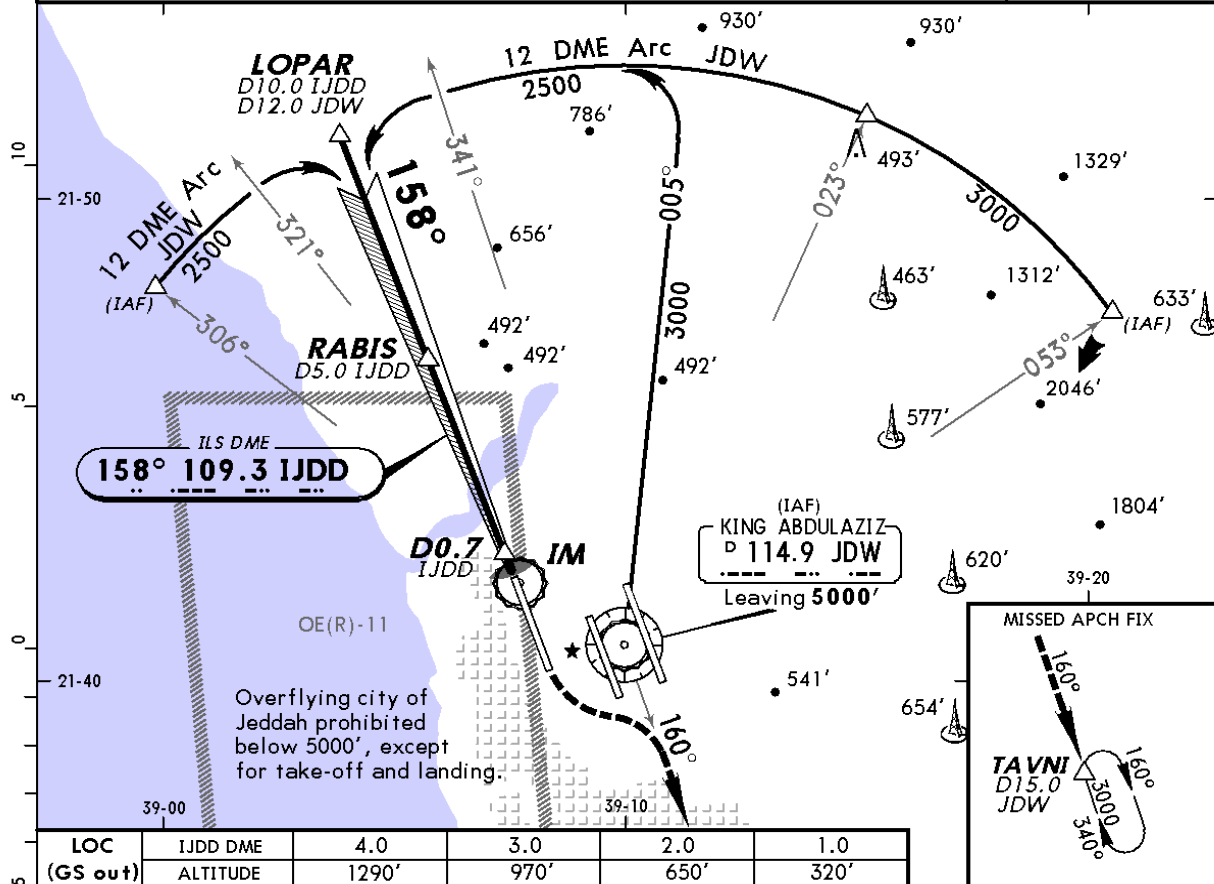 930′
930′
12 DME Arc JDW
2500
LOPAR
D10.0 IJDD
D12.0 JDW
786′
341°
158°
493′
1329′
10
21-50
12 DME Arc
JDW
2500
321°
656′
005°
023°
3000
463′
1312′
633′
(IAF)
306°
RABIS
D5.0 IJDD
492′
492′
3000
492′
(IAF)
053°
2046′
5
577′
ILS DME
158° 109.3 IJDD
D0.7
IJDD
IM
(IAF)
KING ABDULAZIZ
D 114.9 JDW
Leaving 5000′
1804′
620′
39-20
OE(R)-11
0
21-40
541′
654′
160°
Overflying city of
Jeddah prohibited
below 5000′, except
for take-off and landing.
39-00
39-10
MISSED APCH FIX
160°
TAVNI
D15.0
JDW
160°
3000
340°
LOC IJDD DME 4.0 3.0 2.0 1.0
(GS out) ALTITUDE 1290′ 970′ 650′ 320′
5